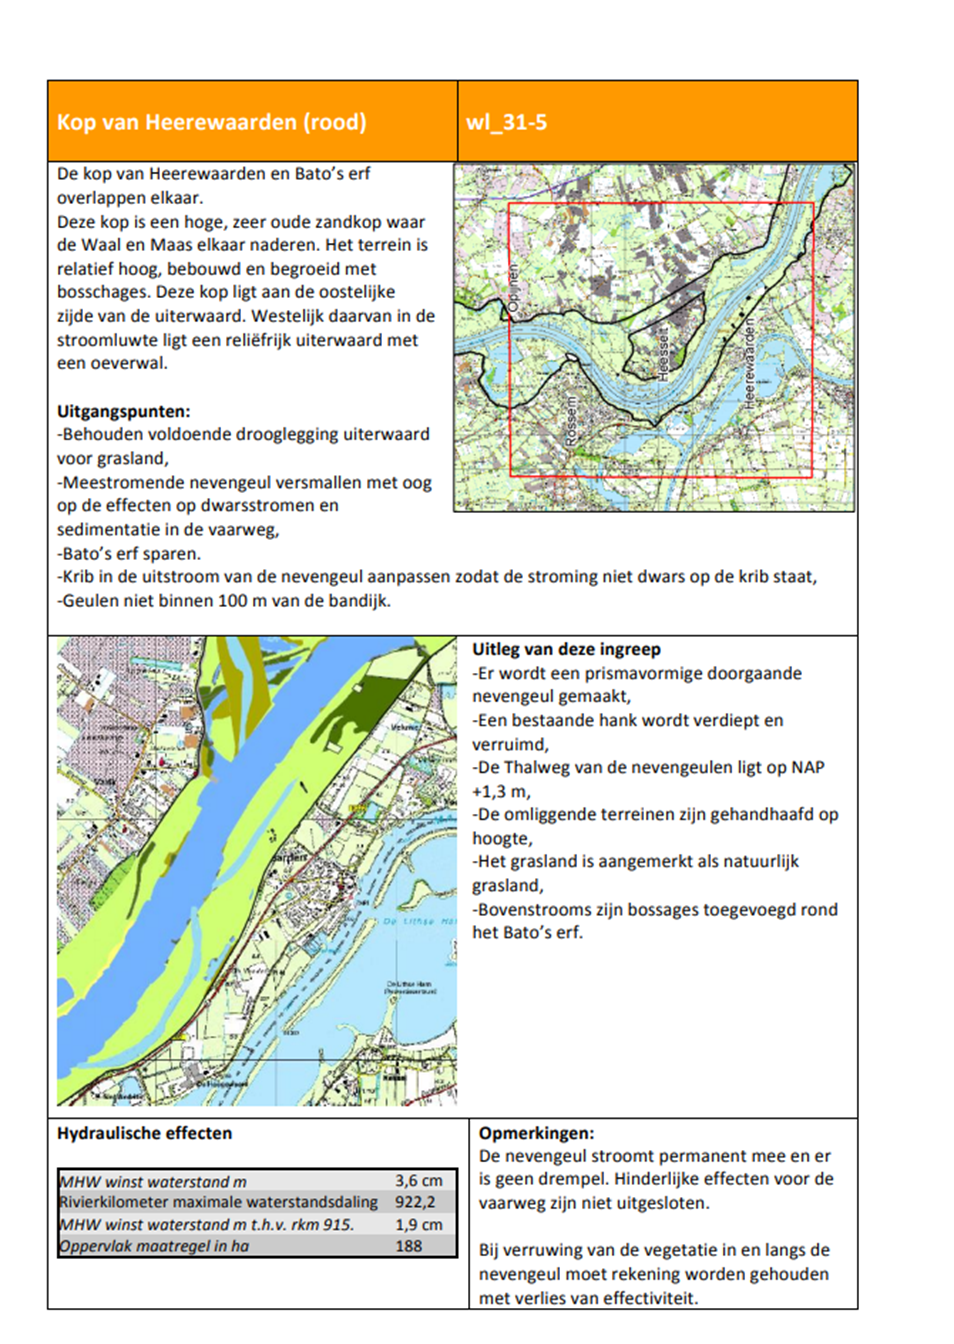 Kop van Heerewaarden (rood)
wl_31-5
De kop van Heerewaarden en Bato's erf
overlappen elkaar.
Deze kop is een hoge, zeer oude zandkop waar
de Waal en Maas elkaar naderen. Het terrein is
relatief hoog, bebouwd en begroeid met
bosschages. Deze kop ligt aan de oostelijke
zijde van de uiterwaard. Westelijk daarvan in de
stroomluwte ligt een reliëfrijk uiterwaard met
een oeverwal.
Uitgangspunten:
-Behouden voldoende drooglegging uiterwaard
voor grasland,
-Meestromende nevengeul versmallen met oog
op de effecten op dwarsstromen en
sedimentatie in de vaarweg,
-Bato's erf sparen.
-Krib in de uitstroom van de nevengeul aanpassen zodat de stroming niet dwars op de krib staat,
-Geulen niet binnen 100 m van de bandijk.
Opijnen
Heesselt
Heerewaarden
Rossem
Uitleg van deze ingreep
-Er wordt een prismavormige doorgaande
nevengeul gemaakt,
-Een bestaande hank wordt verdiept en
verruimd,
-De Thalweg van de nevengeulen ligt op NAP
+1,3 m,
-De omliggende terreinen zijn gehandhaafd op
hoogte,
-Het grasland is aangemerkt als natuurlijk
grasland,
-Bovenstrooms zijn bossages toegevoegd rond
het Bato's erf.
Hydraulische effecten
MHW winst waterstand m 3,6 cm
Rivierkilometer maximale waterstandsdaling 922,2
MHW winst waterstand m t.h.v. rkm 915. 1,9 cm
Oppervlak maatregel in ha 188
Opmerkingen:
De nevengeul stroomt permanent mee en er
is geen drempel. Hinderlijke effecten voor de
vaarweg zijn niet uitgesloten.
Bij verruwing van de vegetatie in en langs de
nevengeul moet rekening worden gehouden
met verlies van effectiviteit.